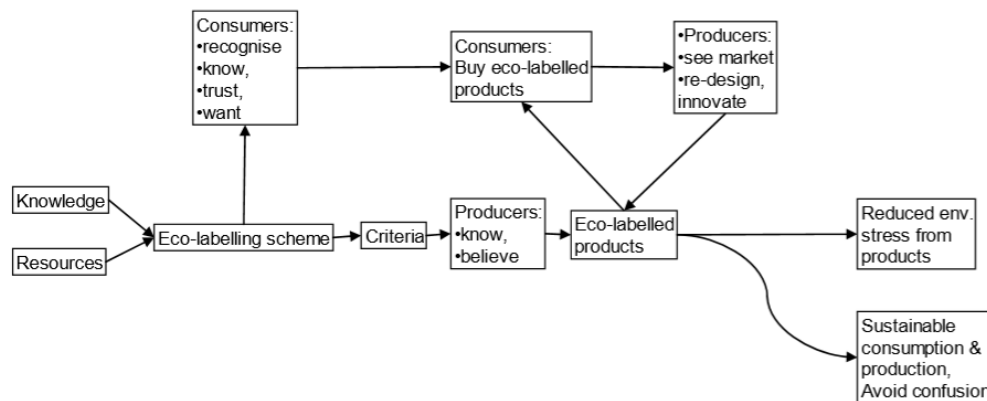 Consumers:
•recognise
•know,
•trust,
•want
Consumers:
Buy eco-labelled
products
•Producers:
•see market
•re-design,
innovate
Knowledge
Resources
Eco-labelling scheme
Criteria
Producers:
•know,
•believe
Eco-labelled
products
Reduced env.
stress from
products
Sustainable
consumption &
production,
Avoid confusion